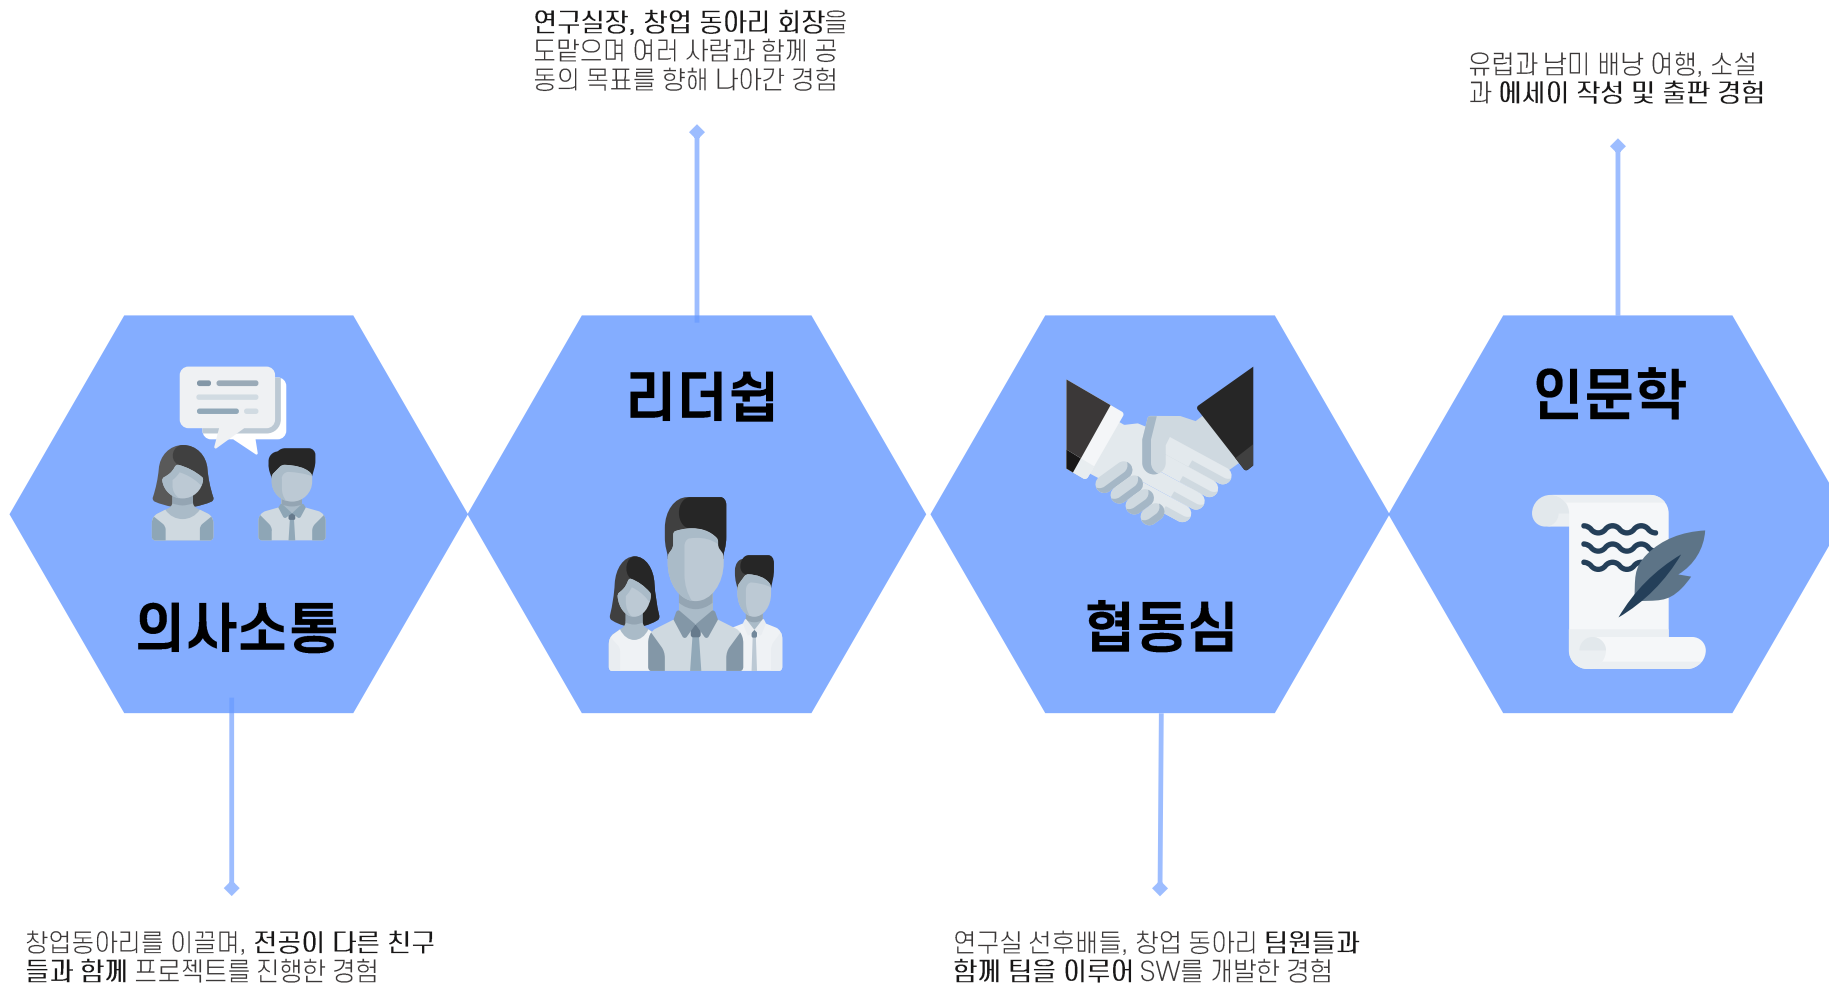 연구실장, 창업 동아리 회장을
도맡으며 여러 사람과 함께 공
동의 목표를 향해 나아간 경험
유럽과 남미 배낭 여행, 소설
과 에세이 작성 및 출판 경험
의사소통
리더쉽
협동심
인문학
창업동아리를 이끌며, 전공이 다른 친구
들과 함께 프로젝트를 진행한 경험
연구실 선후배들, 창업 동아리 팀원들과
함께 팀을 이루어 SW를 개발한 경험